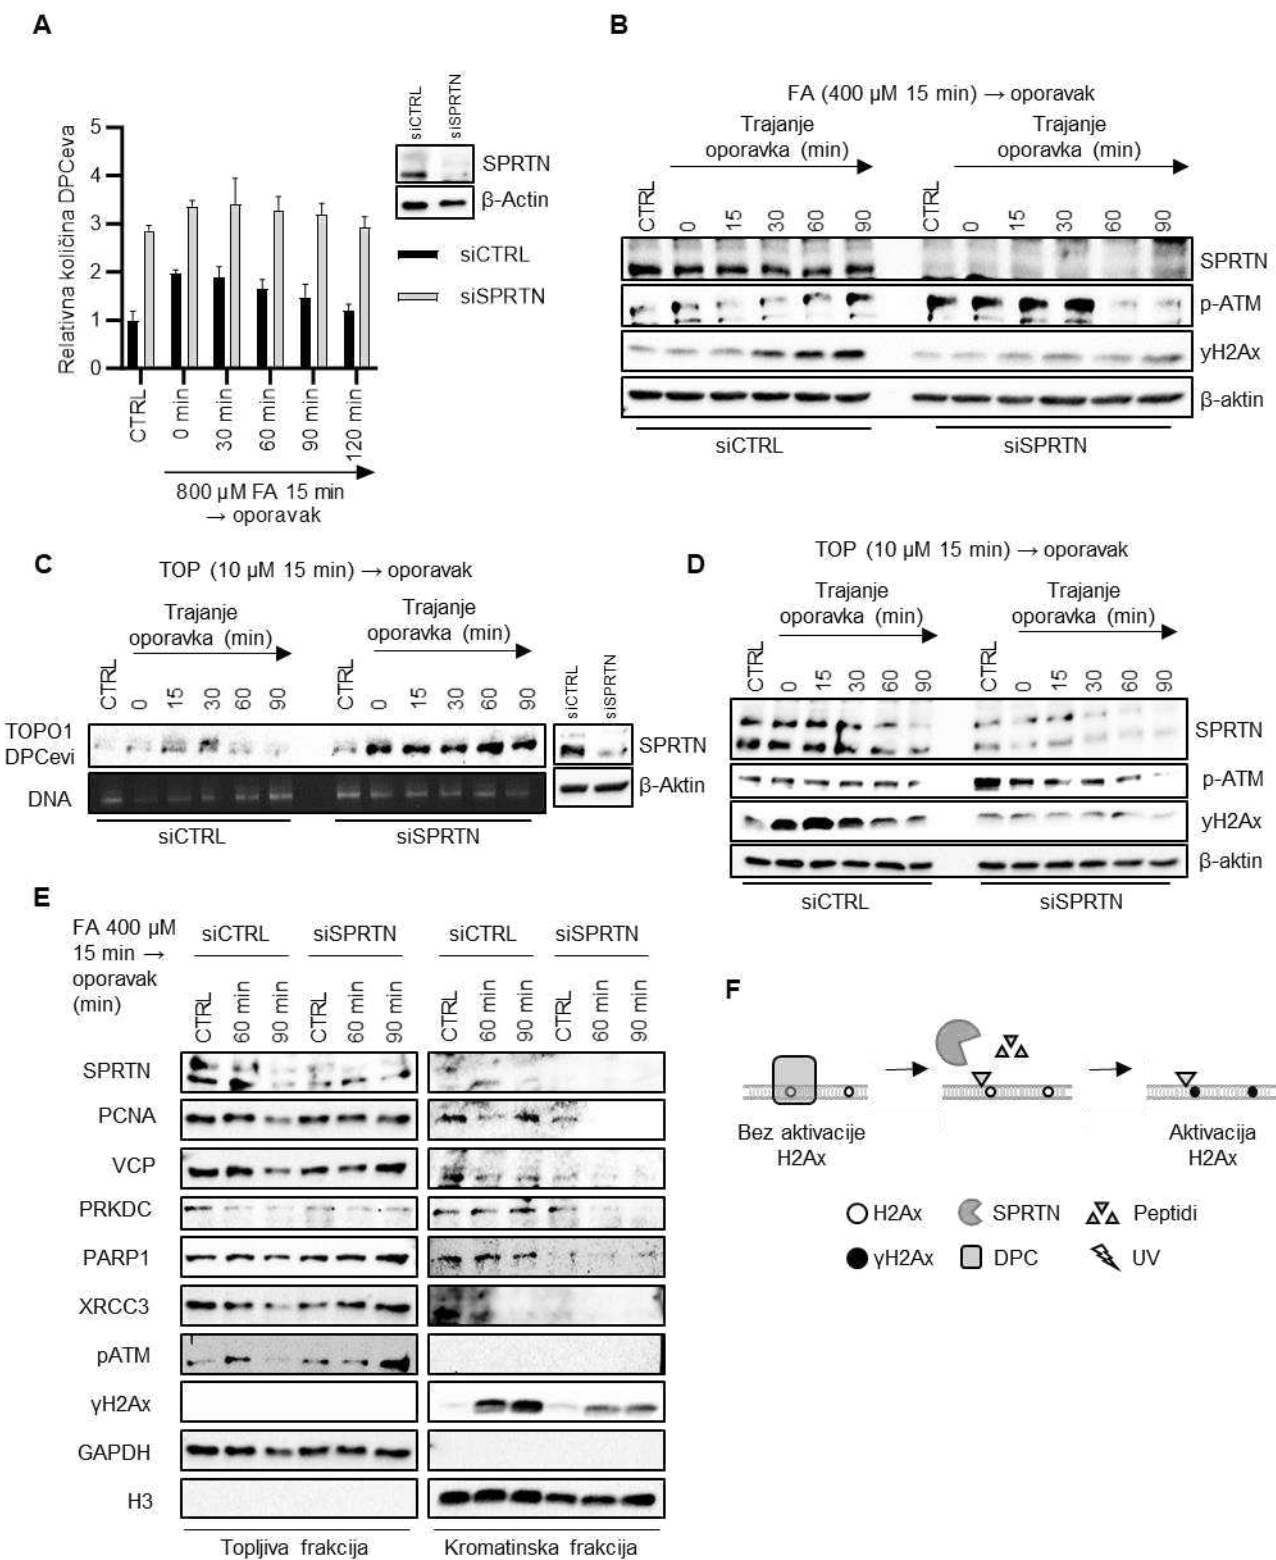 A
siCTRL
siSPRTN
SPRTN
β-Actin
Relativna količina DPCeva
5
4
3
2
1
0
siCTRL
siSPRTN
CTRL
0 min
30 min
60 min
90 min
120 min
800 µM FA 15 min
→ oporavak
B
FA (400 µM 15 min) → oporavak
Trajanje
oporavka (min)
Trajanje
oporavka (min)
CTRL 0 15 30 60 90 CTRL 0 15 30 60 90
SPRTN
p-ATM
yH2Ax
β-aktin
siCTRL siSPRTN
C
TOP (10 µM 15 min) → oporavak
Trajanje
oporavka (min)
Trajanje
oporavka (min)
CTRL 0 15 30 60 90 CTRL 0 15 30 60 90
siCTRL
siSPRTN
TOPO1
DPCevi
DNA
SPRTN
β-Aktin
siCTRL siSPRTN
D
TOP (10 µM 15 min) → oporavak
Trajanje
oporavka (min)
Trajanje
oporavka (min)
CTRL 0 15 30 60 90 CTRL 0 15 30 60 90
SPRTN
p-ATM
yH2Ax
β-aktin
siCTRL siSPRTN
E
FA 400 µM
15 min →
oporavak
(min)
siCTRL siSPRTN siCTRL siSPRTN
CTRL 60 min 90 min CTRL 60 min 90 min CTRL 60 min 90 min CTRL 60 min 90 min
SPRTN
PCNA
VCP
PRKDC
PARP1
XRCC3
pATM
γH2Ax
GAPDH
H3
Topljiva frakcija Kromatinska frakcija
F
Bez aktivacije
H2Ax
Aktivacija
H2Ax
H2Ax SPRTN Peptidi
γH2Ax DPC UV